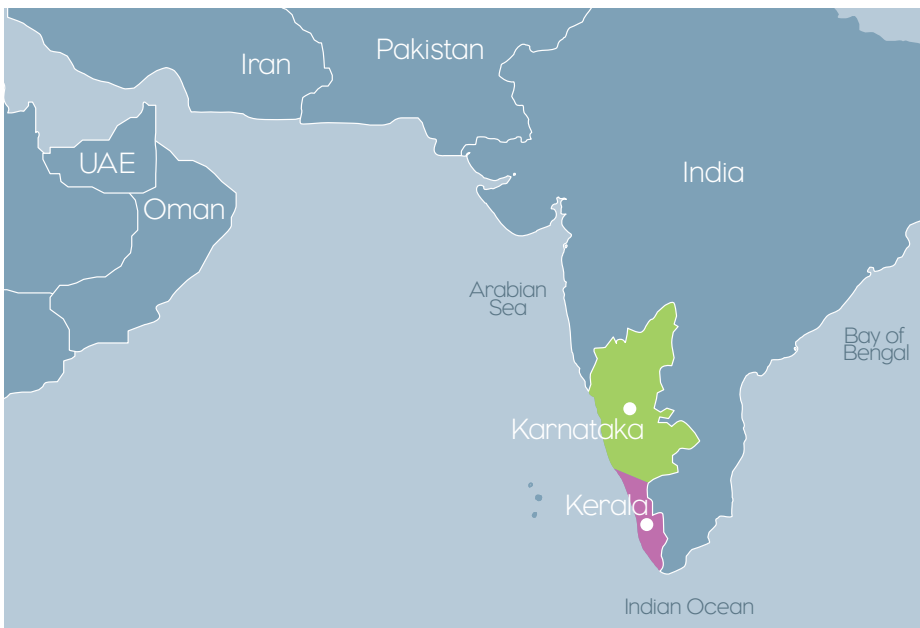 Pakistan
Iran
UAE
India
Oman
Arabian
Sea
Bay of
Bengal
Karnataka
Kerala
Indian Ocean